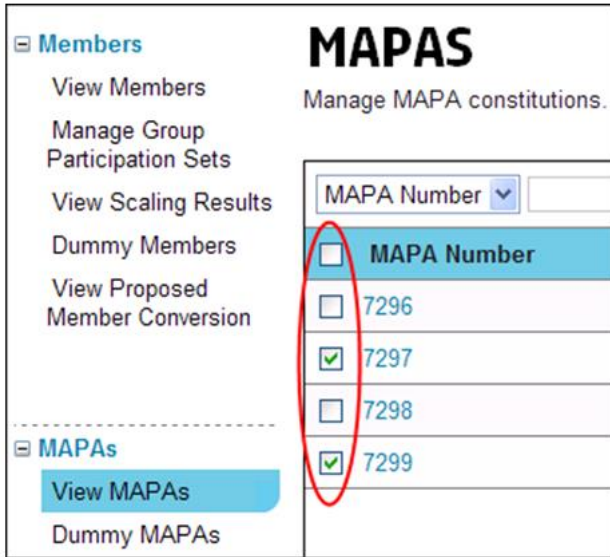 Members
View Members
Manage Group
Participation Sets
View Scaling Results
Dummy Members
View Proposed
Member Conversion
MAPAs
View MAPAs
Dummy MAPAs
MAPAS
Manage MAPA constitutions.
MAPA Number
MAPA Number
7296
7297
7298
7299